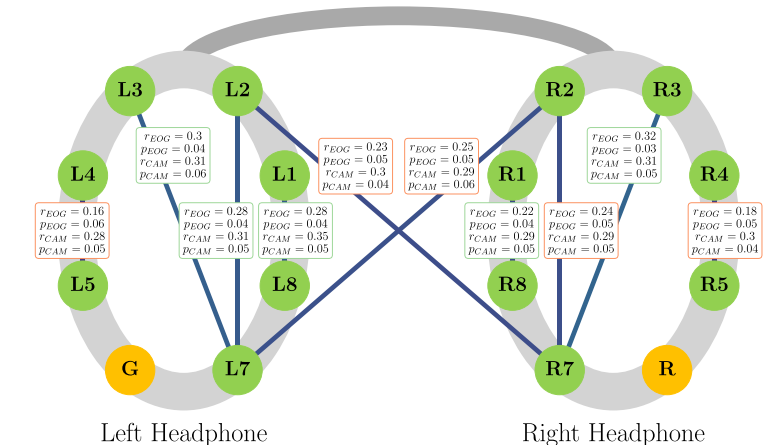 L3
L2
R2
R3
r_EOG = 0.3
p_EOG = 0.04
r_CAM = 0.31
p_CAM = 0.06
r_EOG = 0.23
p_EOG = 0.05
r_CAM = 0.3
p_CAM = 0.04
r_EOG = 0.25
p_EOG = 0.05
r_CAM = 0.29
p_CAM = 0.06
r_EOG = 0.32
p_EOG = 0.03
r_CAM = 0.31
p_CAM = 0.05
L4
L1
R1
R4
r_EOG = 0.16
p_EOG = 0.06
r_CAM = 0.28
p_CAM = 0.05
r_EOG = 0.28
p_EOG = 0.04
r_CAM = 0.31
p_CAM = 0.05
r_EOG = 0.28
p_EOG = 0.04
r_CAM = 0.35
p_CAM = 0.05
r_EOG = 0.22
p_EOG = 0.04
r_CAM = 0.29
p_CAM = 0.05
r_EOG = 0.24
p_EOG = 0.05
r_CAM = 0.29
p_CAM = 0.05
r_EOG = 0.18
p_EOG = 0.05
r_CAM = 0.3
p_CAM = 0.04
L5
L8
R8
R5
G
L7
R7
R
Left Headphone
Right Headphone